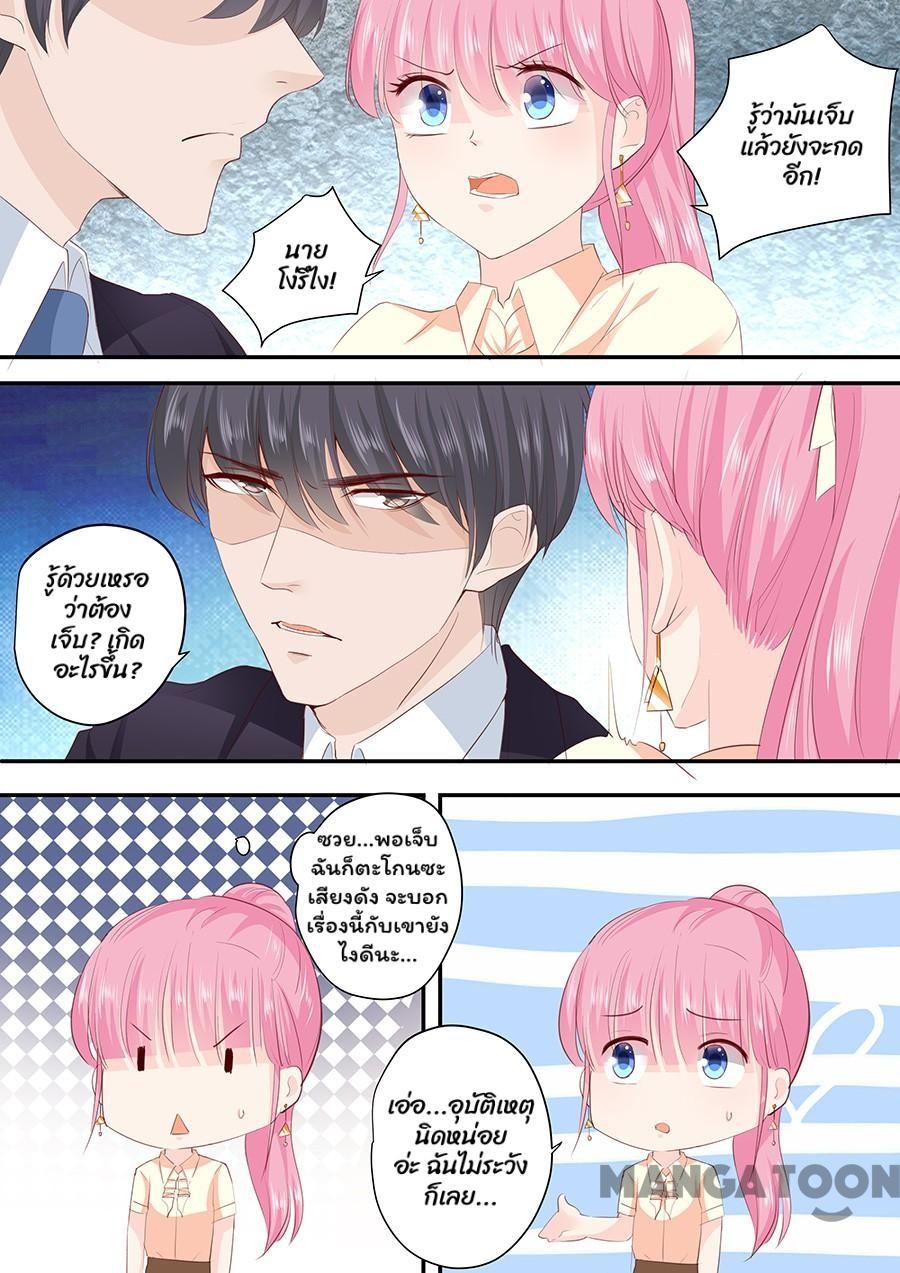 รู้ว่ามันเจ็บ
แล้วยังจะกด
อีก!
นาย
โง่รึไง!
รู้ด้วยเหรอ
ว่าต้อง
เจ็บ? เกิด
อะไรขึ้น?
ซวย...พอเจ็บ
ฉันก็ตะโกนซะ
เสียงดัง จะบอก
เรื่องนี้กับเขายัง
ไงดีนะ...
เอ่อ...อุบัติเหตุ
นิดหน่อย
อ่ะ ฉันไม่ระวัง
ก็เลย...
MANGATOON